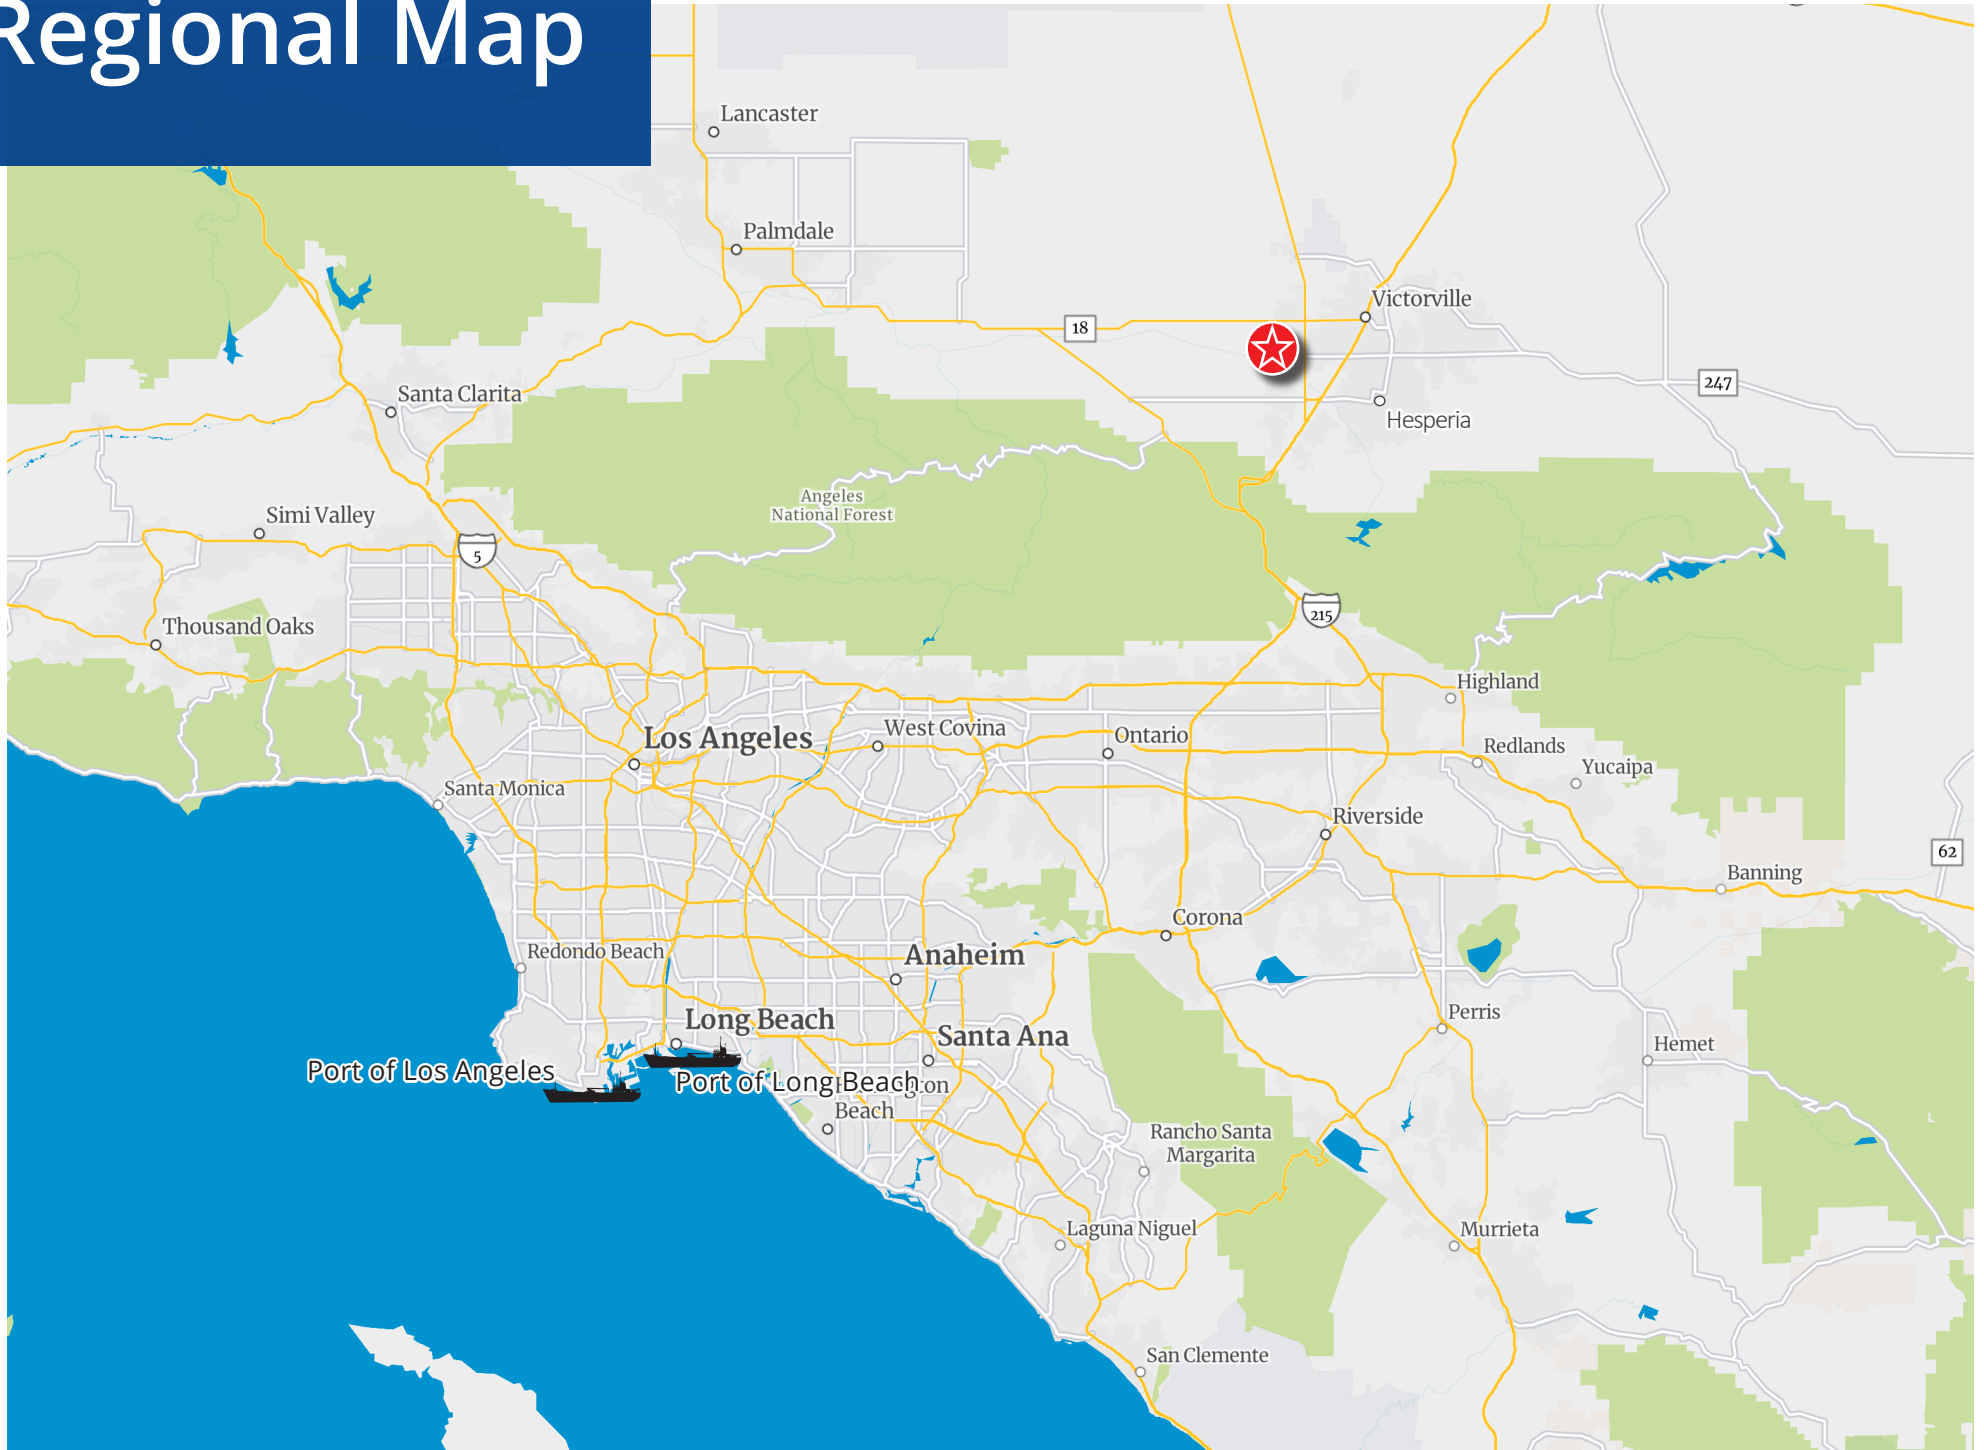 Regional Map
Lancaster
Palmdale
Victorville
18
247
Santa Clarita
Hesperia
Angeles
National Forest
Simi Valley
5
215
Thousand Oaks
Highland
Los Angeles
West Covina
Ontario
Redlands
Yucaipa
Santa Monica
Riverside
62
Banning
Corona
Redondo Beach
Anaheim
Perris
Long Beach
Santa Ana
Hemet
Port of Los Angeles
Port of Long Beach
Beach
Rancho Santa
Margarita
Laguna Niguel
Murrieta
San Clemente